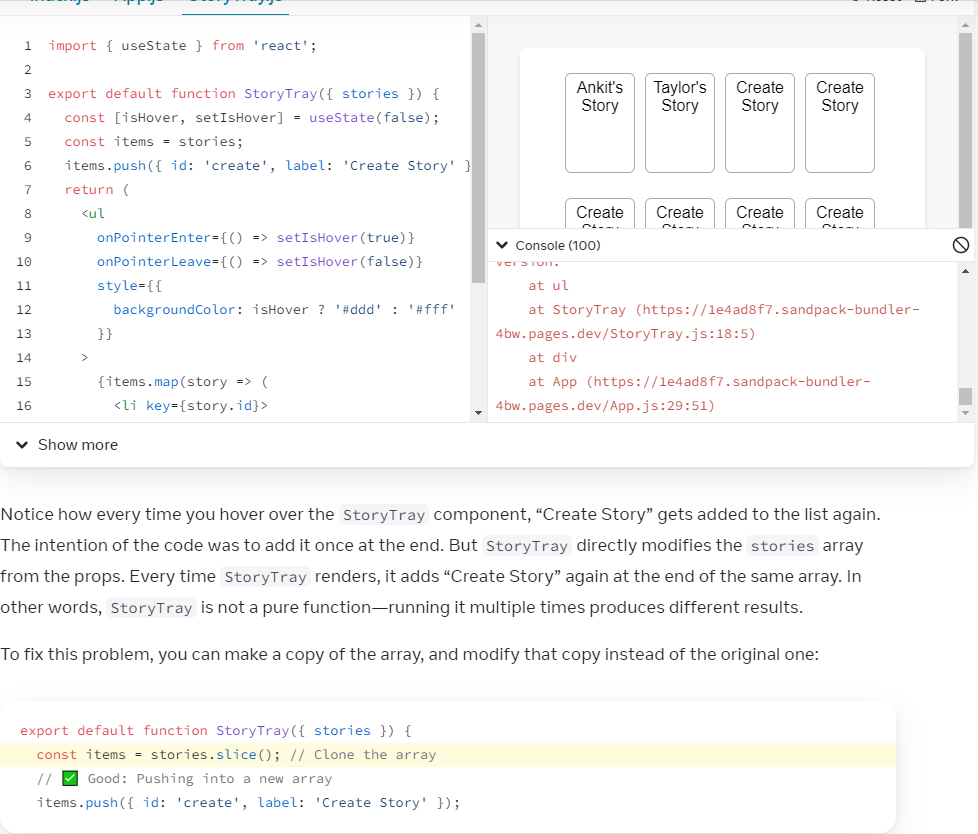 1 import { useState } from 'react';
2
3 export default function StoryTray({ stories }) {
4 const [isHover, setIsHover] = useState(false);
5 const items = stories;
6 items.push({ id: 'create', label: 'Create Story' }
7 return (
8 <ul
9 onPointerEnter={() => setIsHover(true)}
10 onPointerLeave={() => setIsHover(false)}
11 style={{
12 backgroundColor: isHover ? '#ddd' : '#fff'
13 }}
14 >
15 {items.map(story => (
16 <li key={story.id}>
Ankit's Story
Taylor's Story
Create Story
Create Story
Create
Create
Create
Create
Console (100)
version.
at ul
at StoryTray (https://1e4ad8f7.sandpack-bundler-
4bw.pages.dev/StoryTray.js:18:5)
at div
at App (https://1e4ad8f7.sandpack-bundler-
4bw.pages.dev/App.js:29:51)
Show more
Notice how every time you hover over the StoryTray component, “Create Story” gets added to the list again.
The intention of the code was to add it once at the end. But StoryTray directly modifies the stories array
from the props. Every time StoryTray renders, it adds “Create Story” again at the end of the same array. In
other words, StoryTray is not a pure function—running it multiple times produces different results.
To fix this problem, you can make a copy of the array, and modify that copy instead of the original one:
export default function StoryTray({ stories }) {
const items = stories.slice(); // Clone the array
// ✅ Good: Pushing into a new array
items.push({ id: 'create', label: 'Create Story' });